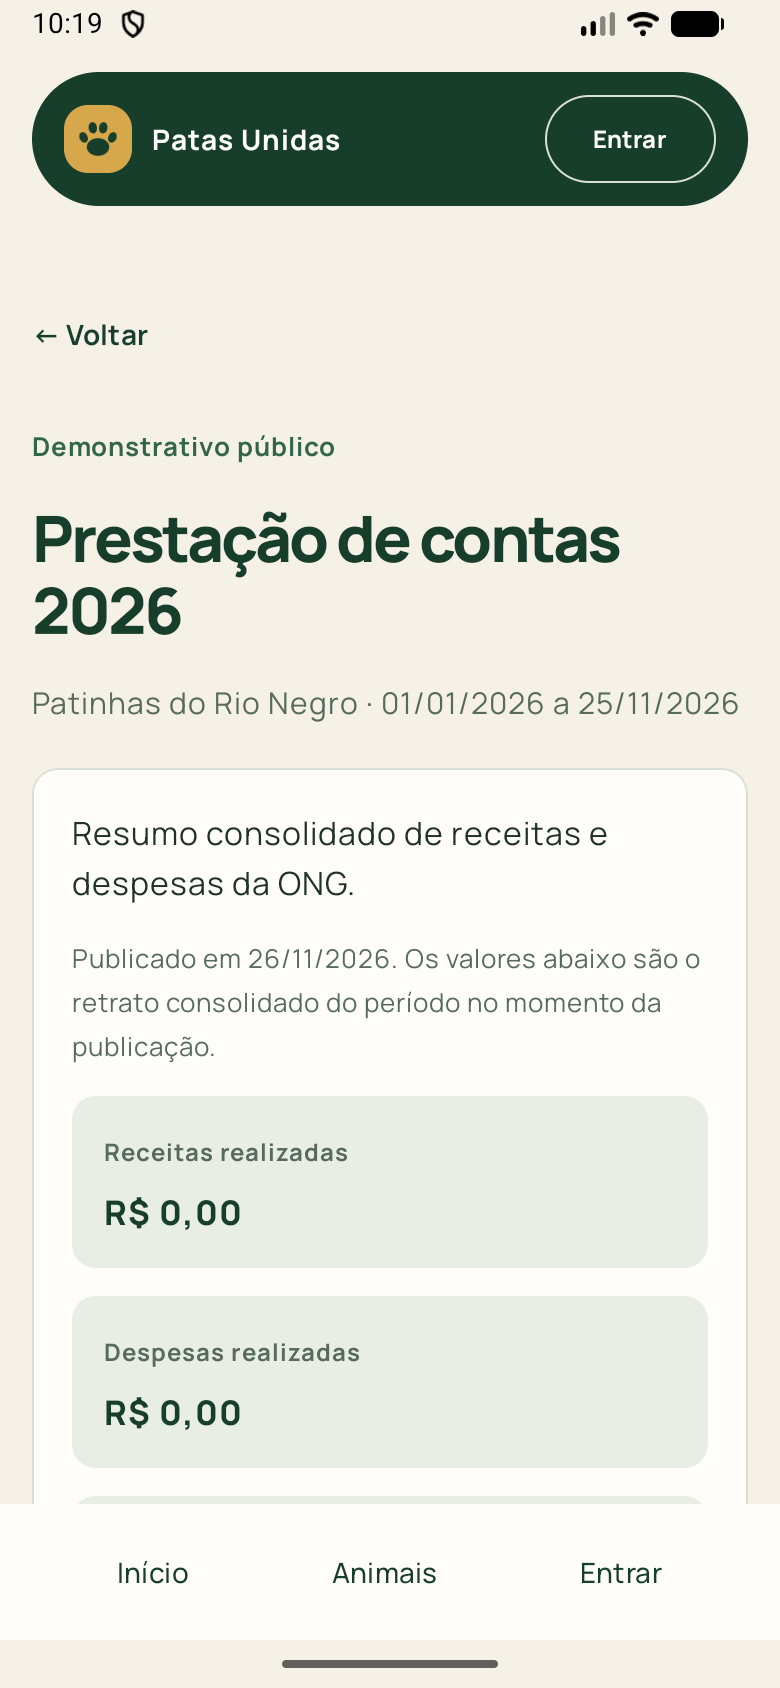 10:19
Patas Unidas
Entrar
← Voltar
Demonstrativo público
Prestação de contas
2026
Patinhas do Rio Negro · 01/01/2026 a 25/11/2026
Resumo consolidado de receitas e
despesas da ONG.
Publicado em 26/11/2026. Os valores abaixo são o
retrato consolidado do período no momento da
publicação.
Receitas realizadas
R$ 0,00
Despesas realizadas
R$ 0,00
Início
Animais
Entrar